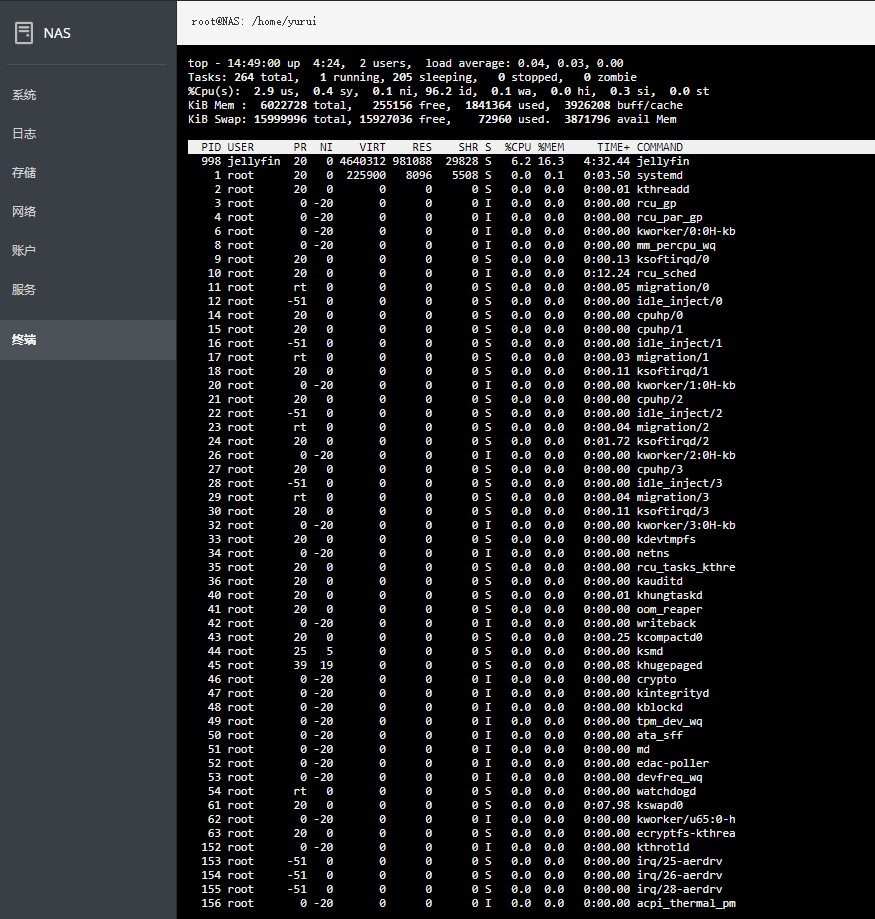 NAS
系统
日志
存储
网络
账户
服务
终端
root@NAS: /home/yurui
top - 14:49:00 up  4:24,  2 users,  load average: 0.04, 0.03, 0.00
Tasks: 264 total,   1 running, 205 sleeping,   0 stopped,   0 zombie
%Cpu(s):  2.9 us,  0.4 sy,  0.1 ni, 96.2 id,  0.1 wa,  0.0 hi,  0.3 si,  0.0 st
KiB Mem :  6022728 total,   255156 free,  1841364 used,  3926208 buff/cache
KiB Swap: 15999996 total, 15927036 free,    72960 used.  3871796 avail Mem
PID USER      PR  NI    VIRT    RES    SHR S  %CPU %MEM     TIME+ COMMAND
998 jellyfin  20   0 4640312 981088  29828 S   6.2 16.3   4:32.44 jellyfin
1 root      20   0  225900   8096   5508 S   0.0  0.1   0:03.50 systemd
2 root      20   0       0      0      0 S   0.0  0.0   0:00.01 kthreadd
3 root       0 -20       0      0      0 I   0.0  0.0   0:00.00 rcu_gp
4 root       0 -20       0      0      0 I   0.0  0.0   0:00.00 rcu_par_gp
6 root       0 -20       0      0      0 I   0.0  0.0   0:00.00 kworker/0:0H-kb
8 root       0 -20       0      0      0 I   0.0  0.0   0:00.00 mm_percpu_wq
9 root      20   0       0      0      0 S   0.0  0.0   0:00.13 ksoftirqd/0
10 root      20   0       0      0      0 I   0.0  0.0   0:12.24 rcu_sched
11 root      rt   0       0      0      0 S   0.0  0.0   0:00.05 migration/0
12 root     -51   0       0      0      0 S   0.0  0.0   0:00.00 idle_inject/0
14 root      20   0       0      0      0 S   0.0  0.0   0:00.00 cpuhp/0
15 root      20   0       0      0      0 S   0.0  0.0   0:00.00 cpuhp/1
16 root     -51   0       0      0      0 S   0.0  0.0   0:00.00 idle_inject/1
17 root      rt   0       0      0      0 S   0.0  0.0   0:00.03 migration/1
18 root      20   0       0      0      0 S   0.0  0.0   0:00.11 ksoftirqd/1
20 root       0 -20       0      0      0 I   0.0  0.0   0:00.00 kworker/1:0H-kb
21 root      20   0       0      0      0 S   0.0  0.0   0:00.00 cpuhp/2
22 root     -51   0       0      0      0 S   0.0  0.0   0:00.00 idle_inject/2
23 root      rt   0       0      0      0 S   0.0  0.0   0:00.04 migration/2
24 root      20   0       0      0      0 S   0.0  0.0   0:01.72 ksoftirqd/2
26 root       0 -20       0      0      0 I   0.0  0.0   0:00.00 kworker/2:0H-kb
27 root      20   0       0      0      0 S   0.0  0.0   0:00.00 cpuhp/3
28 root     -51   0       0      0      0 S   0.0  0.0   0:00.00 idle_inject/3
29 root      rt   0       0      0      0 S   0.0  0.0   0:00.04 migration/3
30 root      20   0       0      0      0 S   0.0  0.0   0:00.11 ksoftirqd/3
32 root       0 -20       0      0      0 I   0.0  0.0   0:00.00 kworker/3:0H-kb
33 root      20   0       0      0      0 S   0.0  0.0   0:00.00 kdevtmpfs
34 root       0 -20       0      0      0 I   0.0  0.0   0:00.00 netns
35 root      20   0       0      0      0 S   0.0  0.0   0:00.00 rcu_tasks_kthre
36 root      20   0       0      0      0 S   0.0  0.0   0:00.00 kauditd
40 root      20   0       0      0      0 S   0.0  0.0   0:00.01 khungtaskd
41 root      20   0       0      0      0 S   0.0  0.0   0:00.00 oom_reaper
42 root       0 -20       0      0      0 I   0.0  0.0   0:00.00 writeback
43 root      20   0       0      0      0 S   0.0  0.0   0:00.25 kcompactd0
44 root      25   5       0      0      0 S   0.0  0.0   0:00.00 ksmd
45 root      39  19       0      0      0 S   0.0  0.0   0:00.08 khugepaged
46 root       0 -20       0      0      0 I   0.0  0.0   0:00.00 crypto
47 root       0 -20       0      0      0 I   0.0  0.0   0:00.00 kintegrityd
48 root       0 -20       0      0      0 I   0.0  0.0   0:00.00 kblockd
49 root       0 -20       0      0      0 I   0.0  0.0   0:00.00 tpm_dev_wq
50 root       0 -20       0      0      0 I   0.0  0.0   0:00.00 ata_sff
51 root       0 -20       0      0      0 I   0.0  0.0   0:00.00 md
52 root       0 -20       0      0      0 I   0.0  0.0   0:00.00 edac-poller
53 root       0 -20       0      0      0 I   0.0  0.0   0:00.00 devfreq_wq
54 root      rt   0       0      0      0 S   0.0  0.0   0:00.00 watchdogd
61 root      20   0       0      0      0 S   0.0  0.0   0:07.98 kswapd0
62 root       0 -20       0      0      0 I   0.0  0.0   0:00.00 kworker/u65:0-h
63 root      20   0       0      0      0 S   0.0  0.0   0:00.00 ecryptfs-kthrea
152 root       0 -20       0      0      0 I   0.0  0.0   0:00.00 kthrotld
153 root     -51   0       0      0      0 S   0.0  0.0   0:00.00 irq/25-aerdrv
154 root     -51   0       0      0      0 S   0.0  0.0   0:00.00 irq/26-aerdrv
155 root     -51   0       0      0      0 S   0.0  0.0   0:00.00 irq/28-aerdrv
156 root       0 -20       0      0      0 I   0.0  0.0   0:00.00 acpi_thermal_pm